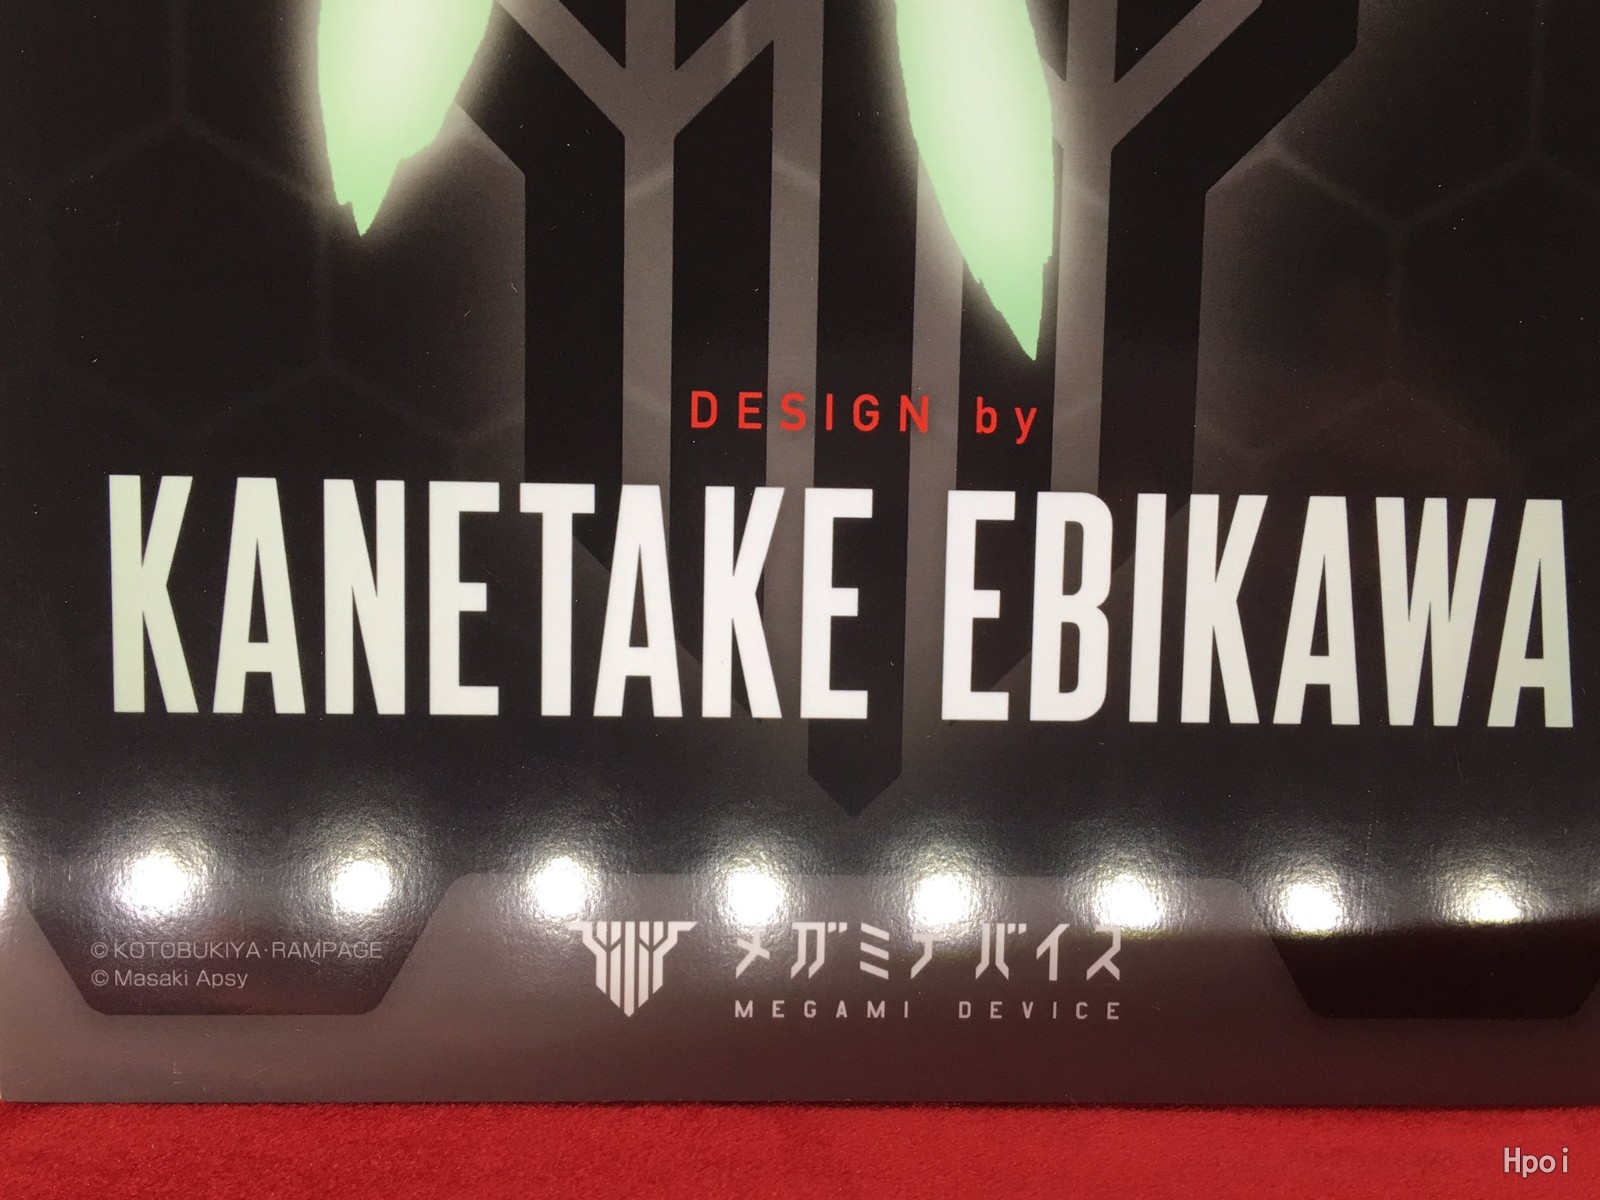 DESIGN by
KANETAKE EBIKAWA
© KOTOBUKIYA・RAMPAGE
© Masaki Apsy
メガミデバイス
MEGAMI DEVICE
Hpoi